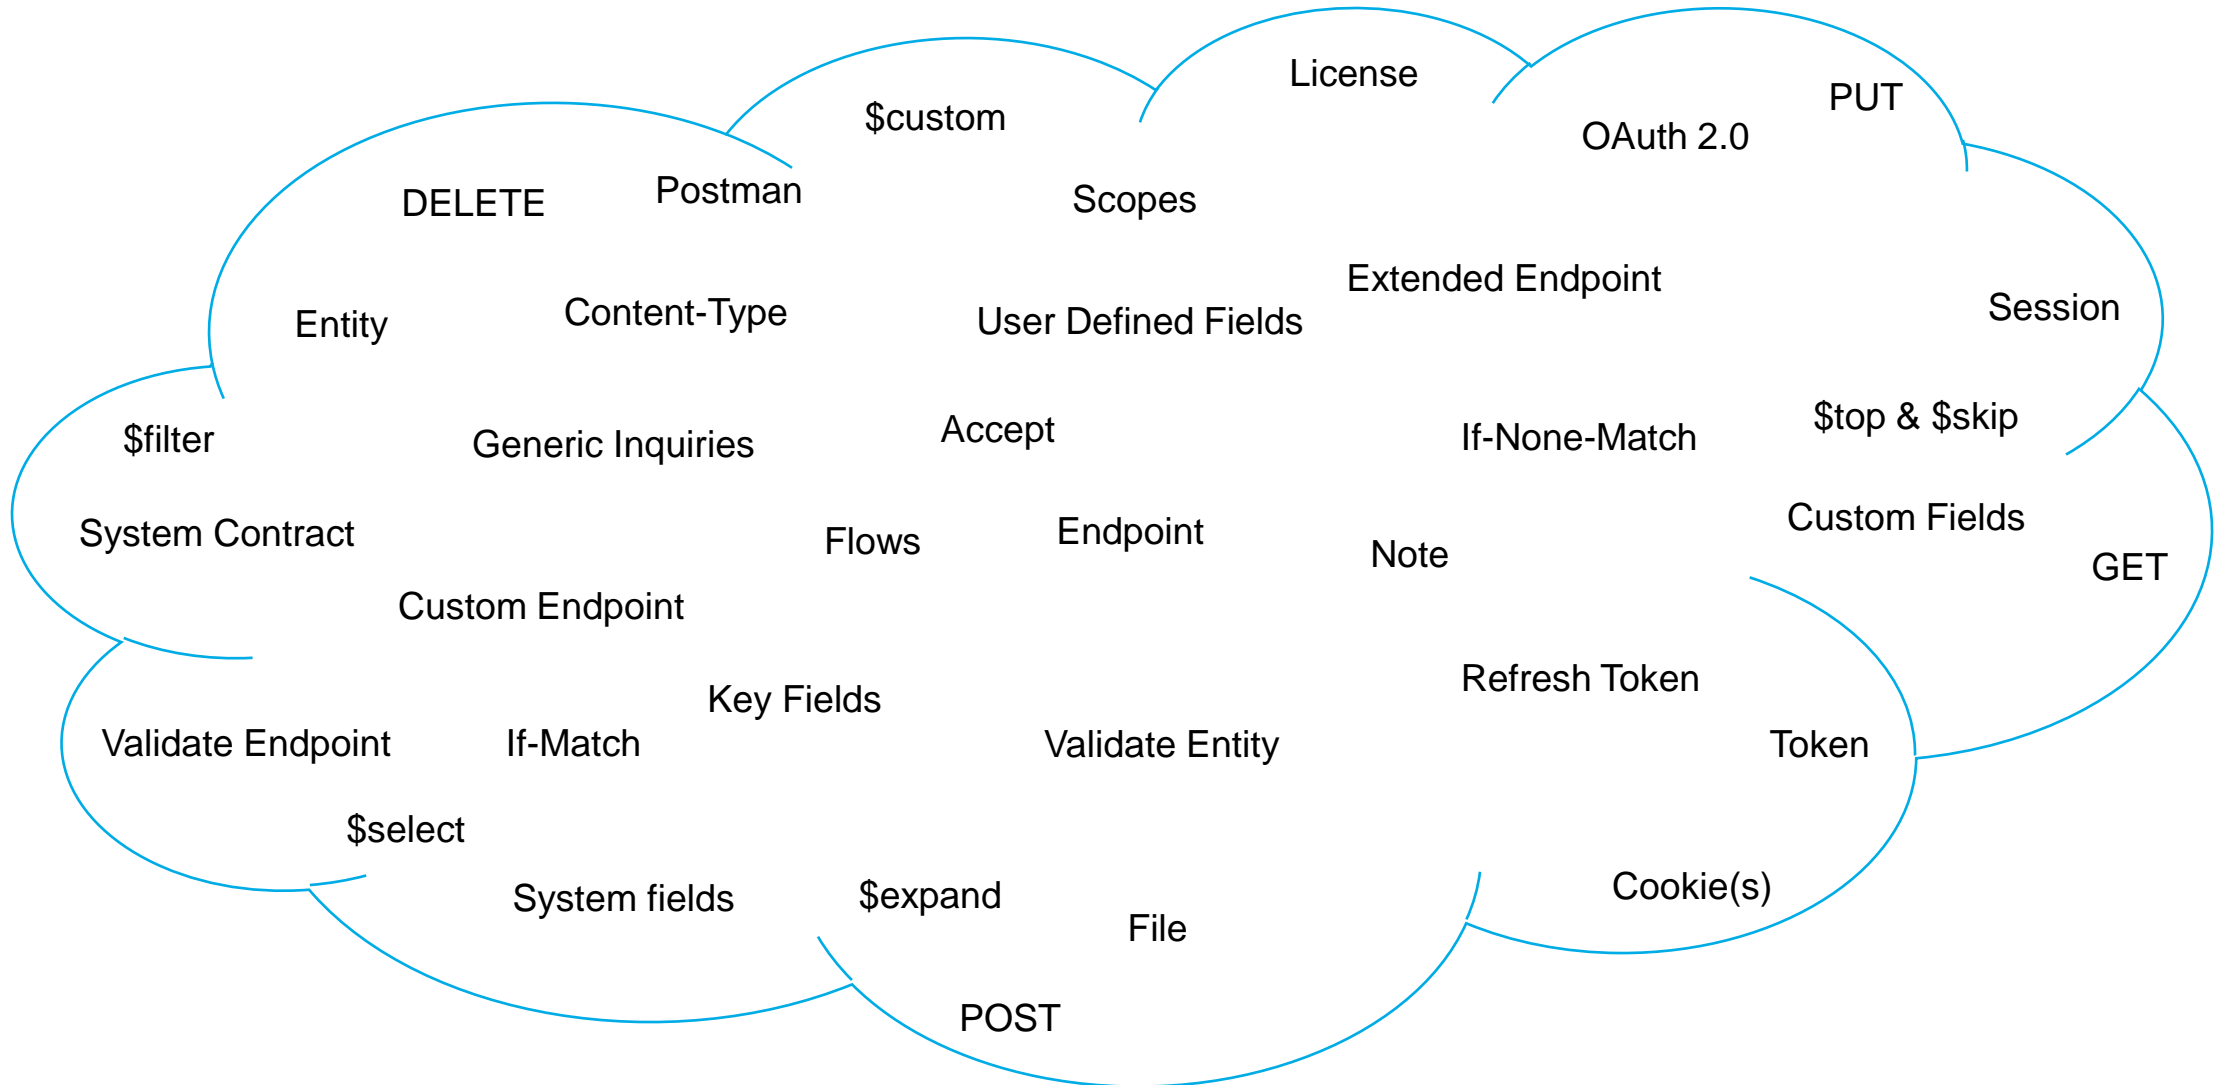 License
PUT
$custom
OAuth 2.0
Postman
Scopes
DELETE
Extended Endpoint
Session
Content-Type
User Defined Fields
Entity
$top & $skip
Accept
If-None-Match
$filter
Generic Inquiries
Custom Fields
Endpoint
System Contract
Flows
Note
GET
Custom Endpoint
Refresh Token
Key Fields
Validate Endpoint
If-Match
Validate Entity
Token
$select
Cookie(s)
$expand
System fields
File
POST